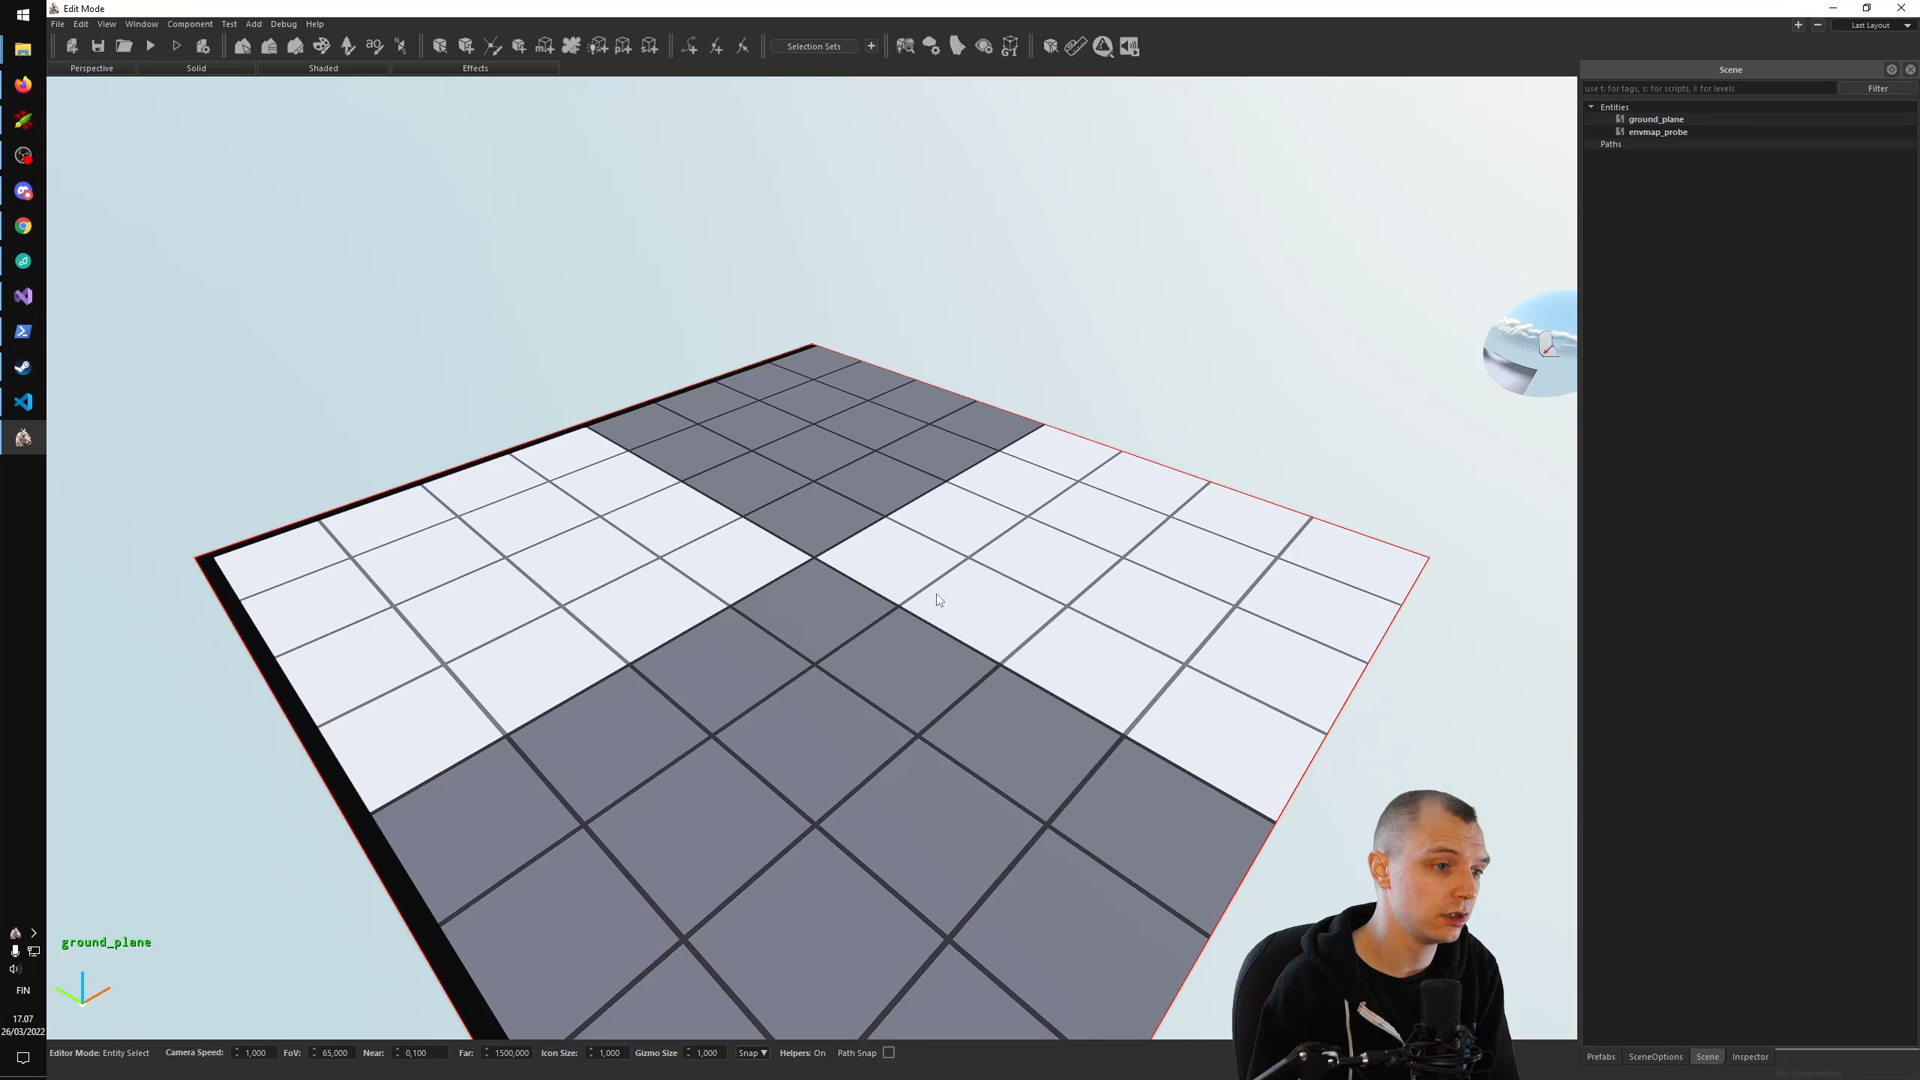 Edit Mode
File Edit View Window Component Test Add Debug Help
Last Layout
Selection Sets
Perspective Solid Shaded Effects
Scene
use t: for tags, s: for scripts, l: for levels Filter
Entities
ground_plane
envmap_probe
Paths
ground_plane
FIN
17.07
26/03/2022
Editor Mode: Entity Select Camera Speed: 1,000 FoV: 65,000 Near: 0,100 Far: 1500,000 Icon Size: 1,000 Gizmo Size 1,000 Snap Helpers: On Path Snap
Prefabs SceneOptions Scene Inspector